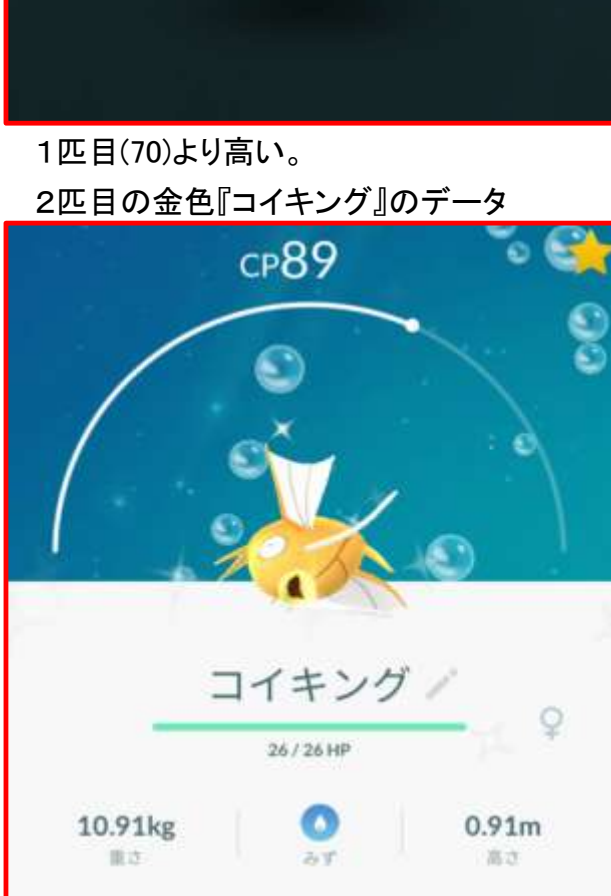 １匹目(70)より高い。
２匹目の金色『コイキング』のデータ
CP89
コイキング
26 / 26 HP
10.91kg
0.91m
重さ
みず
高さ